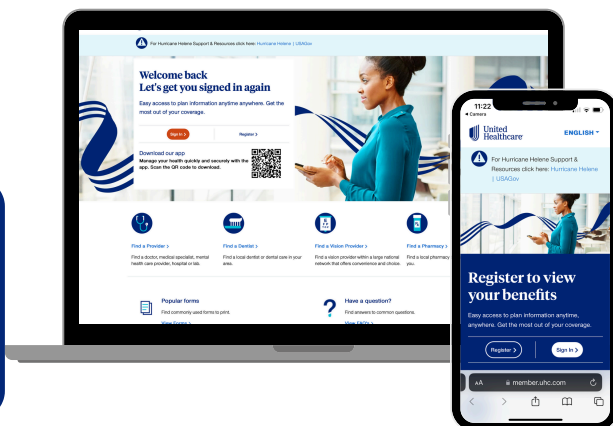 For Hurricane Helene Support & Resources click here: Hurricane Helene | USAGov
Welcome back
Let's get you signed in again
Easy access to plan information anytime anywhere. Get the
most out of your coverage.
Sign In >
Register >
Download our app
Manage your health quickly and securely with the
app. Scan the QR code to download.
Find a Provider >
Find a doctor, medical specialist, mental
health care provider, hospital or lab.
Find a Dentist >
Find a local dentist or dental care in your
area.
Find a Vision Provider >
Find a vision provider within a large national
network that offers convenience and choice.
Find a Pharmacy >
Find a local pharmacy
you.
Popular forms
Find commonly used forms to print.
View Forms >
Have a question?
Find answers to common questions.
View FAQs >
11:22
◂ Camera
United
Healthcare
ENGLISH
For Hurricane Helene Support &
Resources click here: Hurricane Helene
| USAGov
Register to view
your benefits
Easy access to plan information anytime,
anywhere. Get the most out of your coverage.
Register >
Sign In >
AA
member.uhc.com